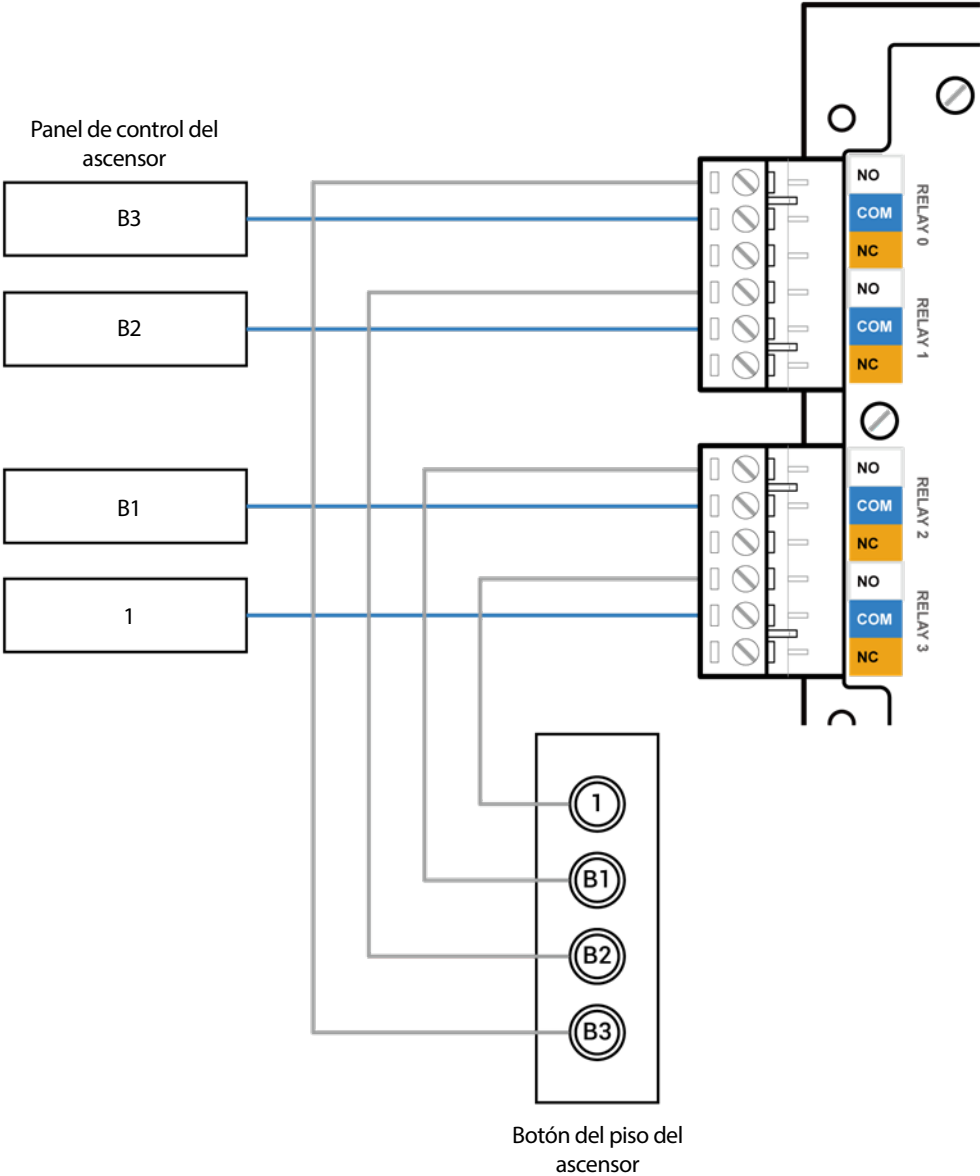 Panel de control del
ascensor
B3
B2
B1
1
NO
COM
NC
RELAY 0
NO
COM
NC
RELAY 1
NO
COM
NC
RELAY 2
NO
COM
NC
RELAY 3
1
B1
B2
B3
Botón del piso del
ascensor